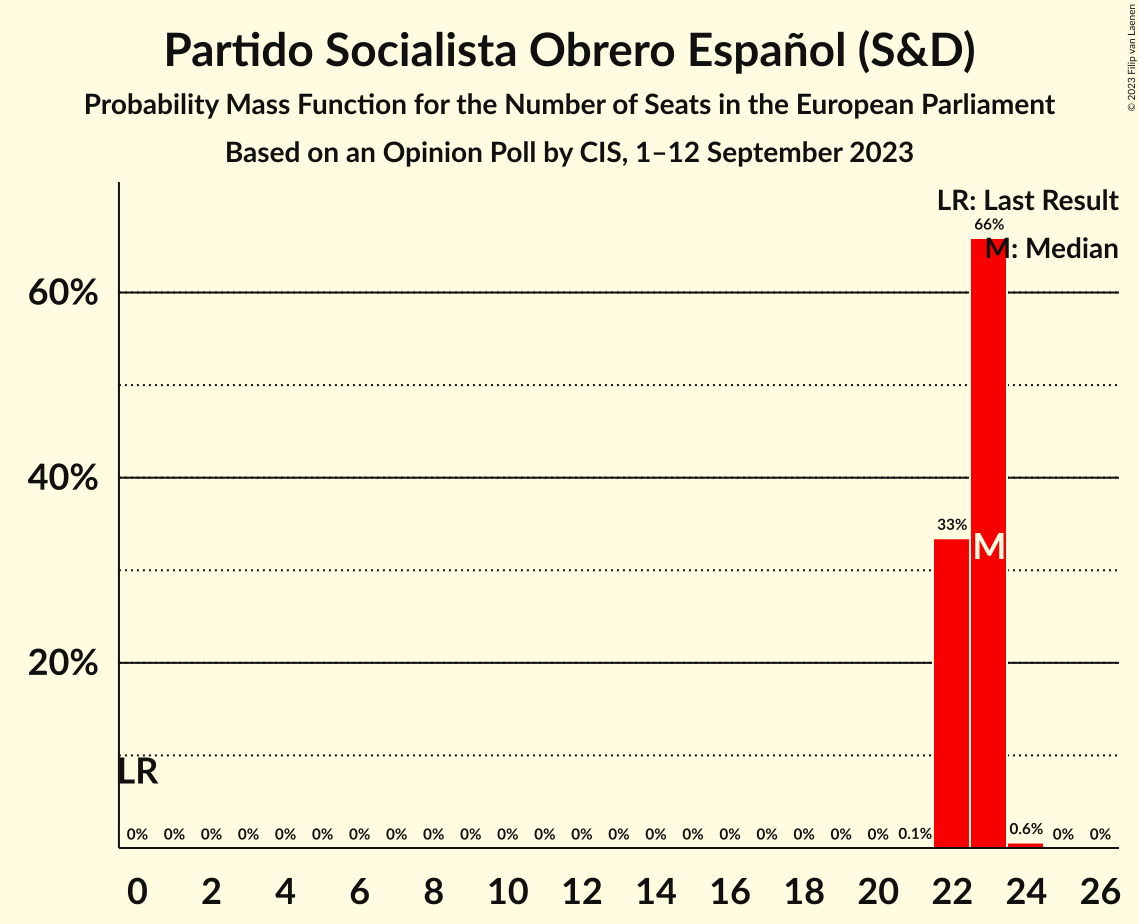 Partido Socialista Obrero Español (S&D)
Probability Mass Function for the Number of Seats in the European Parliament
Based on an Opinion Poll by CIS, 1–12 September 2023
© 2023 Filip van Laenen
LR: Last Result
M: Median
66%
60%
40%
33%
M
20%
LR
0% 0% 0% 0% 0% 0% 0% 0% 0% 0% 0% 0% 0% 0% 0% 0% 0% 0% 0% 0% 0% 0.1% 0.6% 0% 0%
0 2 4 6 8 10 12 14 16 18 20 22 24 26